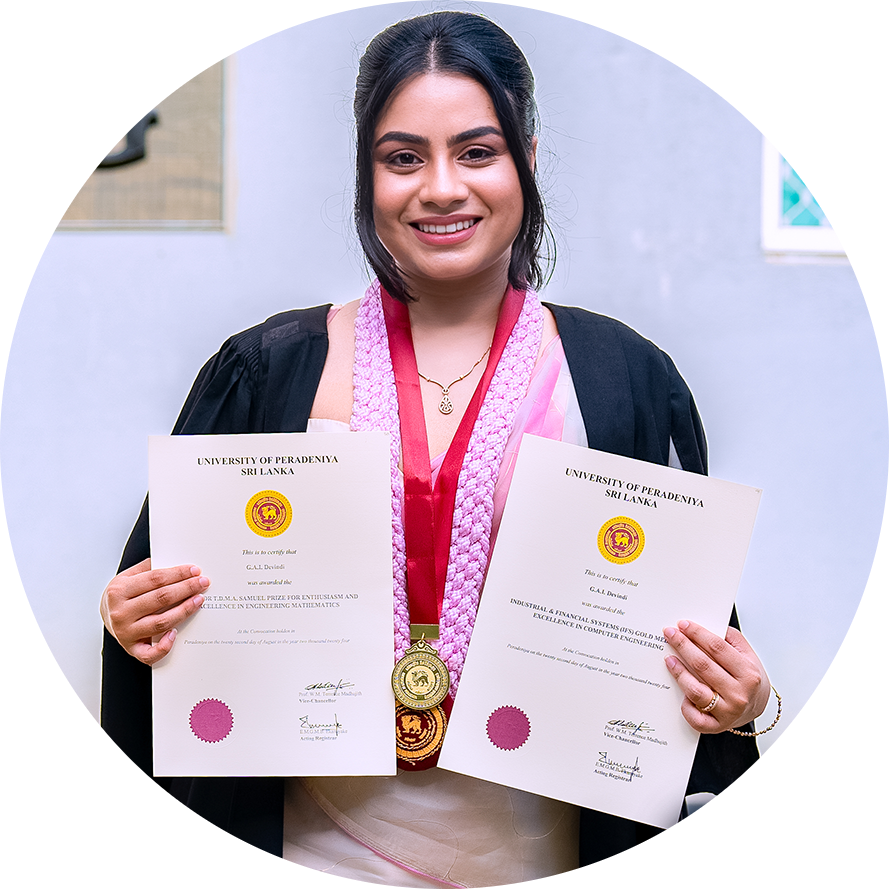 UNIVERSITY OF PERADENIYA
SRI LANKA
This is to certify that
G.A.I. Devindi
was awarded the
T.D.M.A. SAMUEL PRIZE FOR ENTHUSIASM AND
EXCELLENCE IN ENGINEERING MATHEMATICS
At the Convocation holden in
Peradeniya on the twenty second day of August in the year two thousand twenty four
Prof. W.M. Madhujith
Vice-Chancellor
Acting Registrar
UNIVERSITY OF PERADENIYA
SRI LANKA
This is to certify that
G.A.I. Devindi
was awarded the
INDUSTRIAL & FINANCIAL SYSTEMS (IFS) GOLD
EXCELLENCE IN COMPUTER ENGINEERING
At the Convocation holden in
Peradeniya on the twenty second day of August in the year two thousand twenty four
Prof. W.M. Madhujith
Vice-Chancellor
Acting Registrar